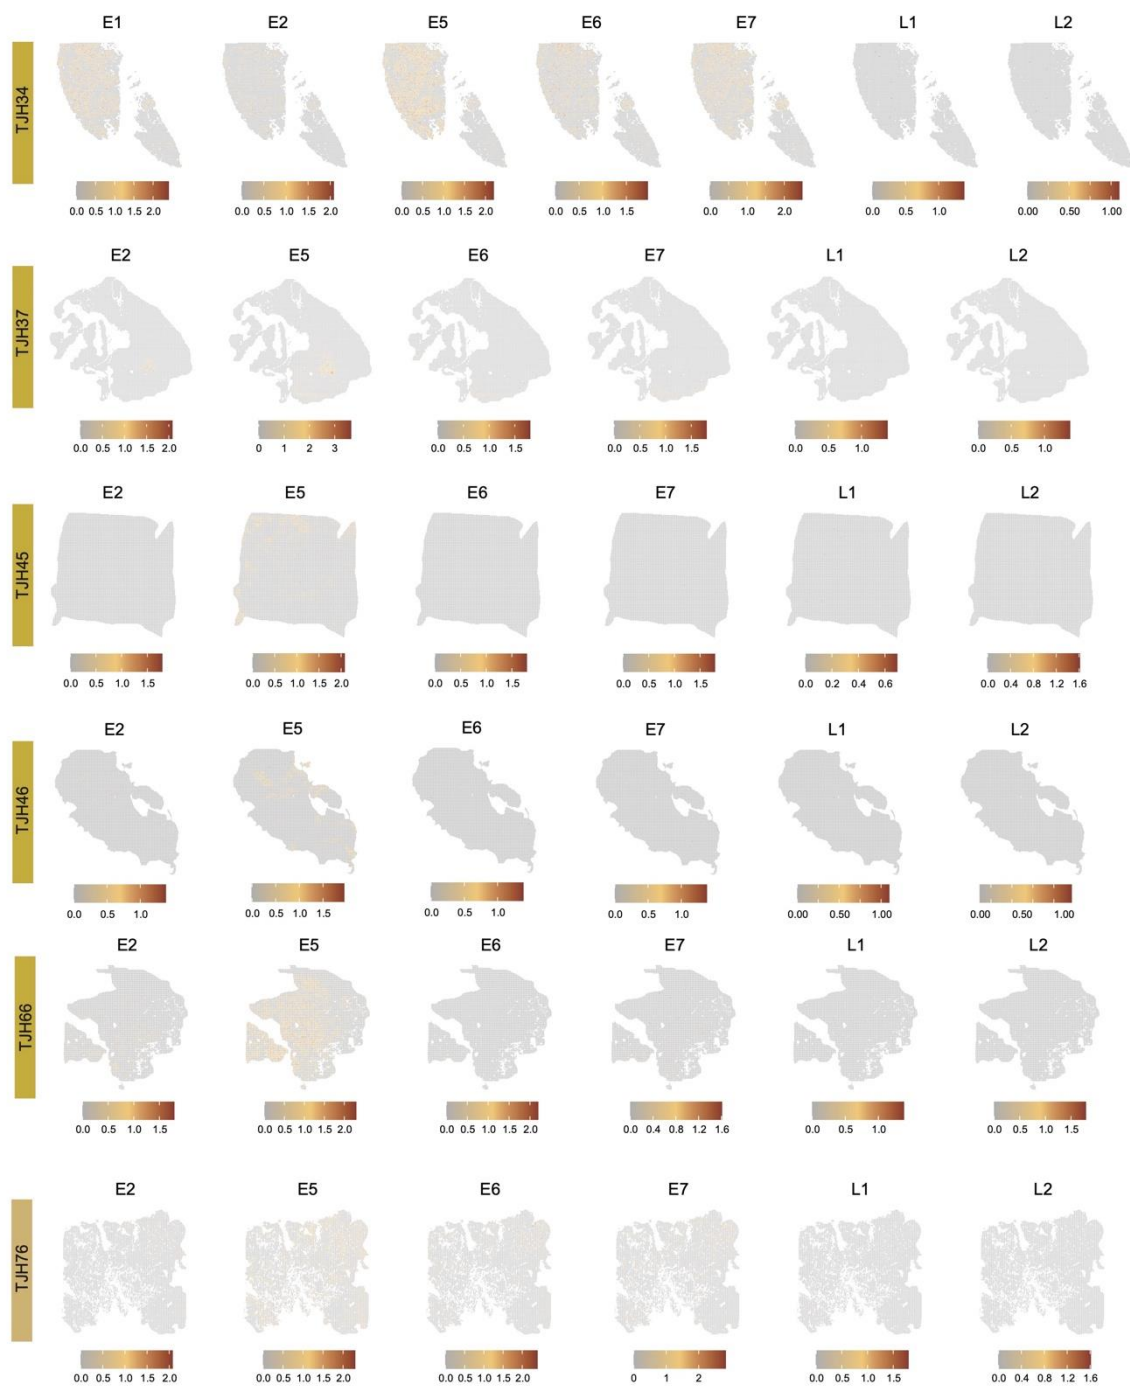 E1 E2 E5 E6 E7 L1 L2
TJH34
0.0 0.5 1.0 1.5 2.0 0.0 0.5 1.0 1.5 2.0 0.0 0.5 1.0 1.5 2.0 0.0 0.5 1.0 1.5 0.0 0.5 1.0 2.0 0.0 0.5 1.0 0.00 0.50 1.00
E2 E5 E6 E7 L1 L2
TJH37
0.0 0.5 1.0 1.5 2.0 0 1 2 3 0.0 0.5 1.0 1.5 0.0 0.5 1.0 1.5 0.0 0.5 1.0 0.0 0.5 1.0
E2 E5 E6 E7 L1 L2
TJH45
0.0 0.5 1.0 1.5 0.0 0.5 1.0 1.5 2.0 0.0 0.5 1.0 1.5 0.0 0.5 1.0 1.5 0.0 0.2 0.4 0.6 0.0 0.4 0.8 1.2 1.6
E2 E5 E6 E7 L1 L2
TJH46
0.0 0.5 1.0 0.0 0.5 1.0 1.5 0.0 0.5 1.0 0.0 0.5 1.0 0.00 0.50 1.00 0.00 0.50 1.00
E2 E5 E6 E7 L1 L2
TJH66
0.0 0.5 1.0 1.5 0.0 0.5 1.0 1.5 2.0 0.0 0.5 1.0 1.5 2.0 0.0 0.4 0.8 1.2 1.6 0.0 0.5 1.0 0.0 0.5 1.0 1.5
E2 E5 E6 E7 L1 L2
TJH76
0.0 0.5 1.0 1.5 2.0 0.0 0.5 1.0 1.5 2.0 0.0 0.5 1.0 1.5 2.0 0 1 2 0.0 0.5 1.0 1.5 0.0 0.4 0.8 1.2 1.6